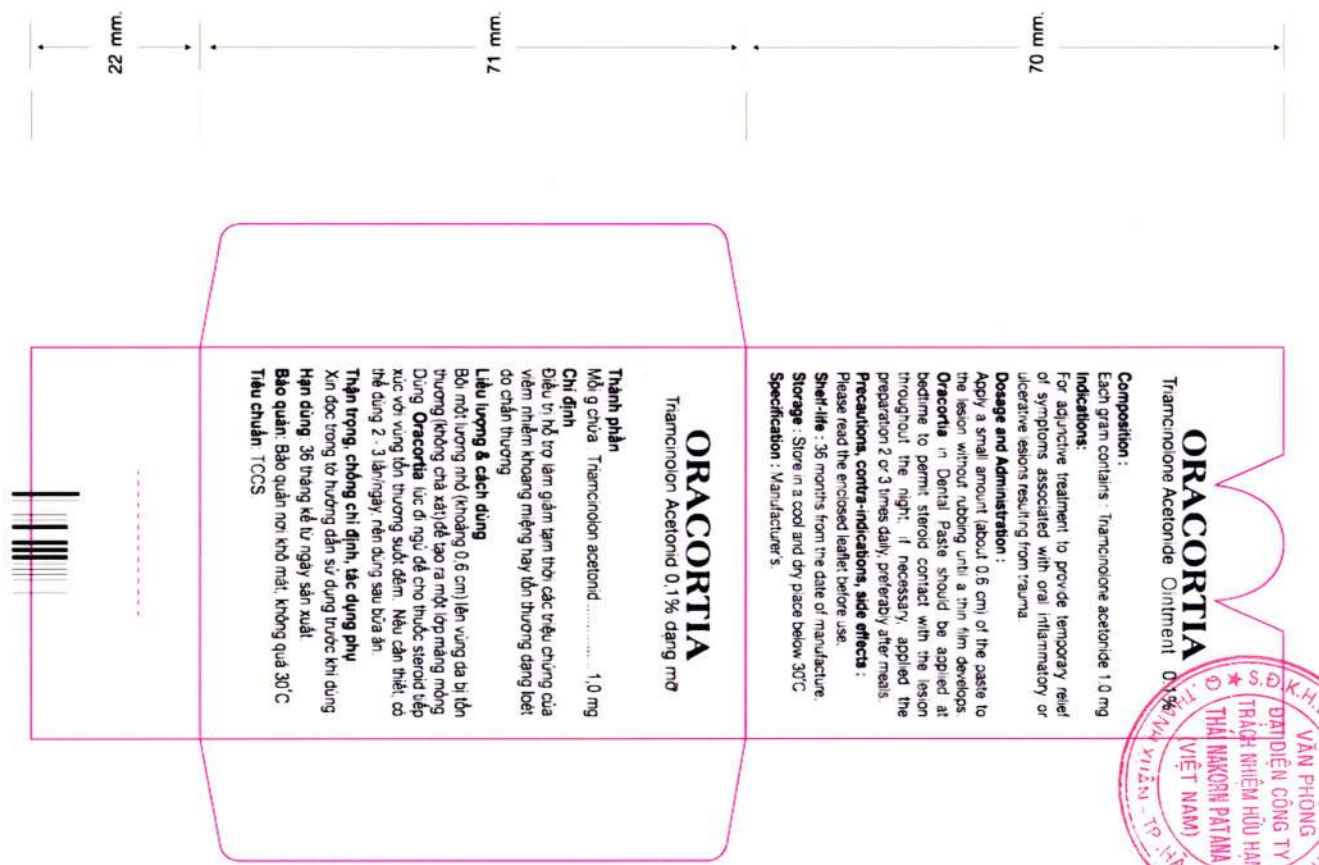 22 mm.
71 mm.
70 mm.
ORACORTIA
Triamcinolone Acetonide Ointment 0.1%
Composition :
Each gram contains : Triamcinolone acetonide 1.0 mg
Indications:
For adjunctive treatment to provide temporary relief
of symptoms associated with oral inflammatory or
ulcerative lesions resulting from trauma.
Dosage and Administration :
Apply a small amount (about 0.6 cm) of the paste to
the lesion without rubbing until a thin film develops.
Oracortia in Dental Paste should be applied at
bedtime to permit steroid contact with the lesion
throughout the night, if necessary, applied the
preparation 2 or 3 times daily, preferably after meals.
Precautions, contra-indications, side effects :
Please read the enclosed leaflet before use.
Shelf-life : 36 months from the date of manufacture.
Storage : Store in a cool and dry place below 30°C
Specification : Manufacturer's.
ORACORTIA
Triamcinolon Acetonid 0,1% dạng mỡ
Thành phần
Mỗi g chứa : Triamcinolon acetonid ............... 1,0 mg
Chỉ định
Điều trị hỗ trợ làm giảm tạm thời các triệu chứng của
viêm nhiễm khoang miệng hay tổn thương dạng loét
do chấn thương
Liều lượng & cách dùng
Bôi một lượng nhỏ (khoảng 0,6 cm) lên vùng da bị tổn
thương (không chà xát) để tạo ra một lớp màng mỏng
Dùng Oracortia lúc đi ngủ để cho thuốc steroid tiếp
xúc với vùng tổn thương suốt đêm. Nếu cần thiết, có
thể dùng 2 - 3 lần/ngày, nên dùng sau bữa ăn.
Thận trọng, chống chỉ định, tác dụng phụ
Xin đọc trong tờ hướng dẫn sử dụng trước khi dùng
Hạn dùng: 36 tháng kể từ ngày sản xuất.
Bảo quản: Bảo quản nơi khô mát, không quá 30°C
Tiêu chuẩn: TCCS
S.Đ.K.H.
VĂN PHÒNG
ĐẠI DIỆN CÔNG TY
TRÁCH NHIỆM HỮU HẠN
THÁI NAKORN PATANA
(VIỆT NAM)
Q. THANH XUÂN - TP. HÀ